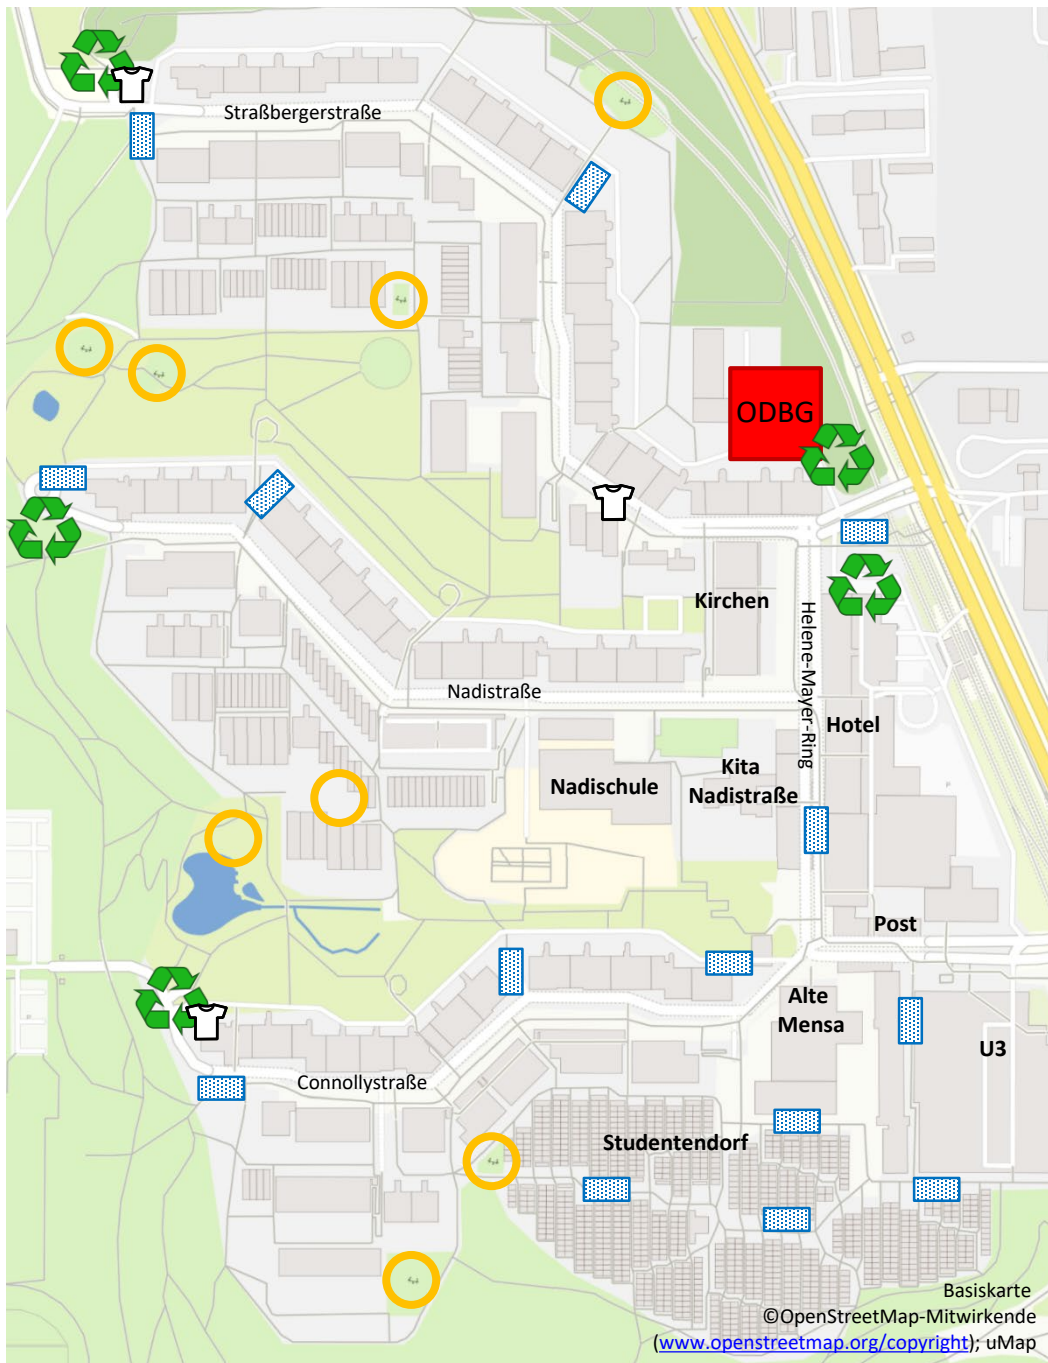 Straßbergerstraße
ODBG
Kirchen
Helene-Mayer-Ring
Nadistraße
Hotel
Nadischule
Kita
Nadistraße
Post
Alte
Mensa
U3
Connollystraße
Studentendorf
Basiskarte
©OpenStreetMap-Mitwirkende
(www.openstreetmap.org/copyright); uMap